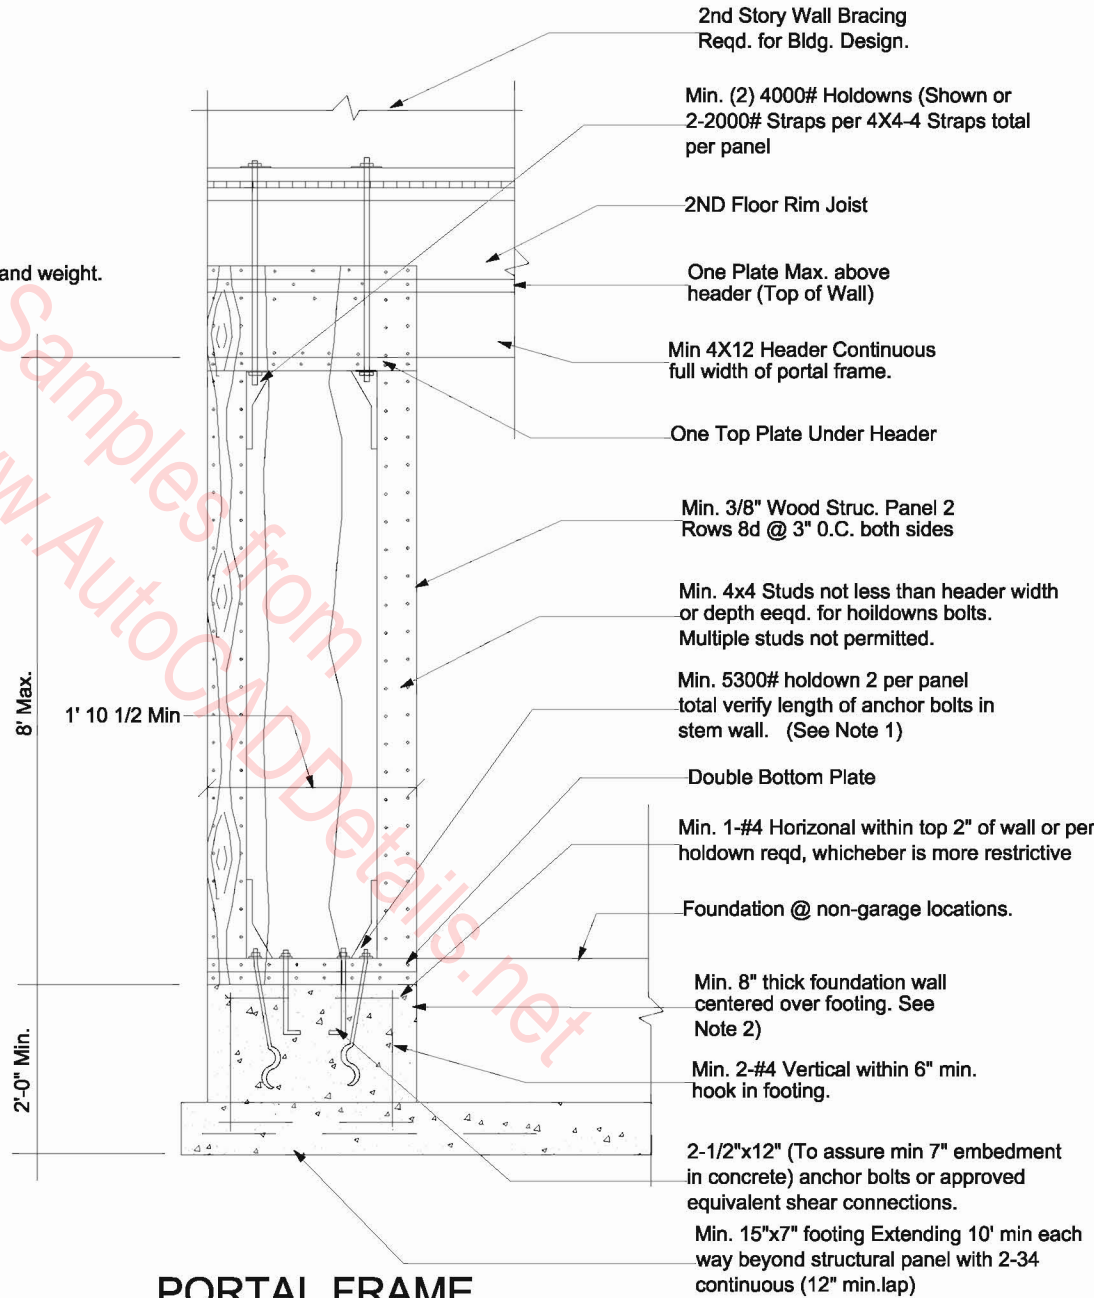 2nd Story Wall Bracing
Reqd. for Bldg. Design.
Min. (2) 4000# Holdowns (Shown or
2-2000# Straps per 4X4-4 Straps total
per panel
2ND Floor Rim Joist
and weight.
One Plate Max. above
header (Top of Wall)
Min 4X12 Header Continuous
full width of portal frame.
One Top Plate Under Header
Min. 3/8" Wood Struc. Panel 2
Rows 8d @ 3" 0.C. both sides
Min. 4x4 Studs not less than header width
or depth eeqd. for hoildowns bolts.
Multiple studs not permitted.
8' Max.
1' 10 1/2 Min
Min. 5300# holdown 2 per panel
total verify length of anchor bolts in
stem wall. (See Note 1)
Double Bottom Plate
Min. 1-#4 Horizonal within top 2" of wall or per
holdown reqd, whicheber is more restrictive
Foundation @ non-garage locations.
2'-0" Min.
Min. 8" thick foundation wall
centered over footing. See
Note 2)
Min. 2-#4 Vertical within 6" min.
hook in footing.
2-1/2"x12" (To assure min 7" embedment
in concrete) anchor bolts or approved
equivalent shear connections.
Min. 15"x7" footing Extending 10' min each
way beyond structural panel with 2-34
continuous (12" min.lap)
PORTAL FRAME
Samples from
w.AutoCADDetails.net